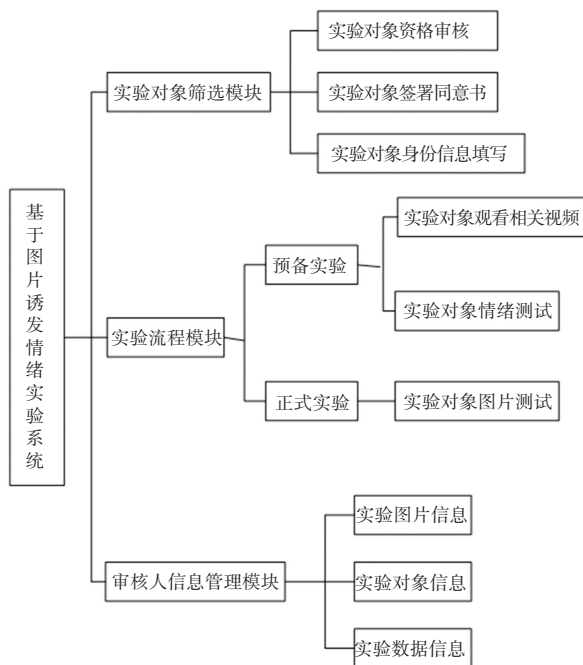 基于图片诱发情绪实验系统
实验对象筛选模块
实验对象资格审核
实验对象签署同意书
实验对象身份信息填写
实验流程模块
预备实验
实验对象观看相关视频
实验对象情绪测试
正式实验
实验对象图片测试
审核人信息管理模块
实验图片信息
实验对象信息
实验数据信息